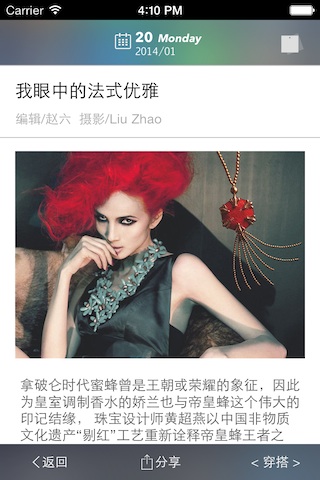 Carrier 4:10 PM
20 Monday
2014/01
我眼中的法式优雅
编辑/赵六 摄影/Liu Zhao
拿破仑时代蜜蜂曾是王朝或荣耀的象征，因此
为皇室调制香水的娇兰也与帝皇蜂这个伟大的
印记结缘， 珠宝设计师黄超燕以中国非物质
文化遗产“剔红”工艺重新诠释帝皇蜂王者之
<返回 分享 < 穿搭 >